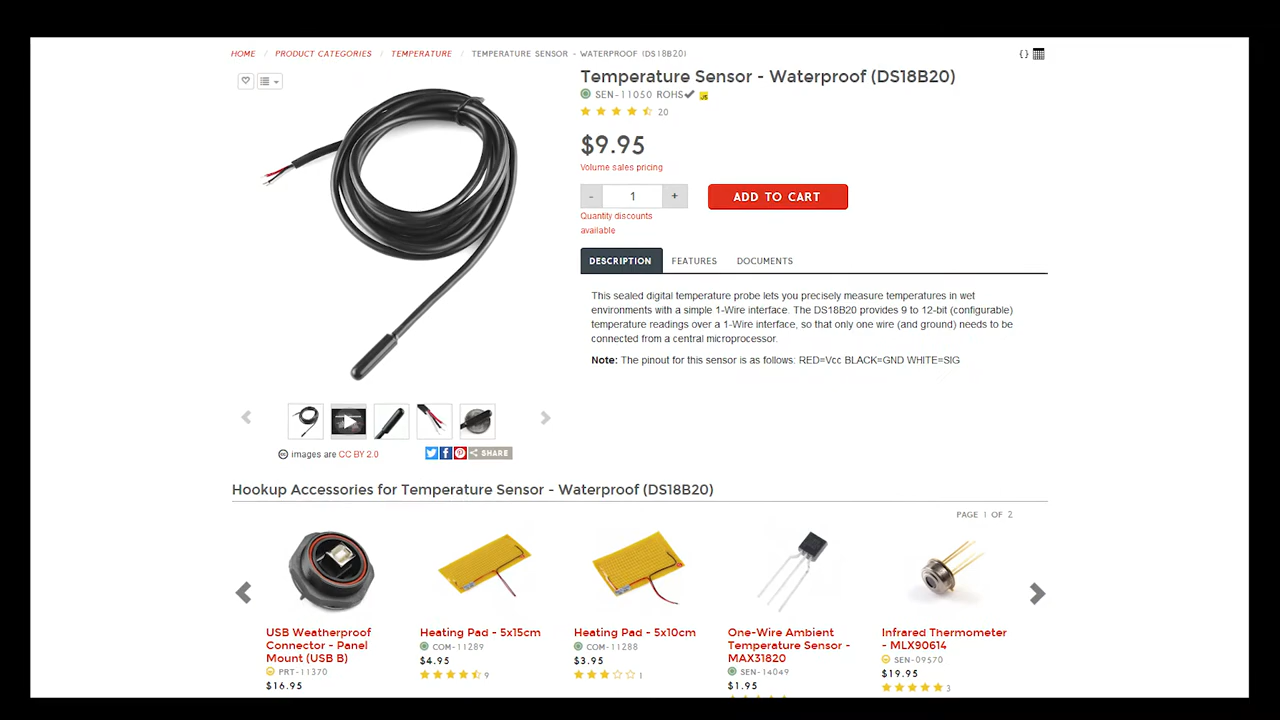 HOME / PRODUCT CATEGORIES / TEMPERATURE / TEMPERATURE SENSOR - WATERPROOF (DS18B20)
{}
Temperature Sensor - Waterproof (DS18B20)
SEN-11050 ROHS✔ JS
20
$9.95
Volume sales pricing
- 1 +
ADD TO CART
Quantity discounts
available
DESCRIPTION FEATURES DOCUMENTS
This sealed digital temperature probe lets you precisely measure temperatures in wet
environments with a simple 1-Wire interface. The DS18B20 provides 9 to 12-bit (configurable)
temperature readings over a 1-Wire interface, so that only one wire (and ground) needs to be
connected from a central microprocessor.
Note: The pinout for this sensor is as follows: RED=Vcc BLACK=GND WHITE=SIG
cc images are CC BY 2.0
SHARE
Hookup Accessories for Temperature Sensor - Waterproof (DS18B20)
PAGE 1 OF 2
USB Weatherproof
Connector - Panel
Mount (USB B)
PRT-11370
$16.95
Heating Pad - 5x15cm
COM-11289
$4.95
9
Heating Pad - 5x10cm
COM-11288
$3.95
1
One-Wire Ambient
Temperature Sensor -
MAX31820
SEN-14049
$1.95
Infrared Thermometer
- MLX90614
SEN-09570
$19.95
3